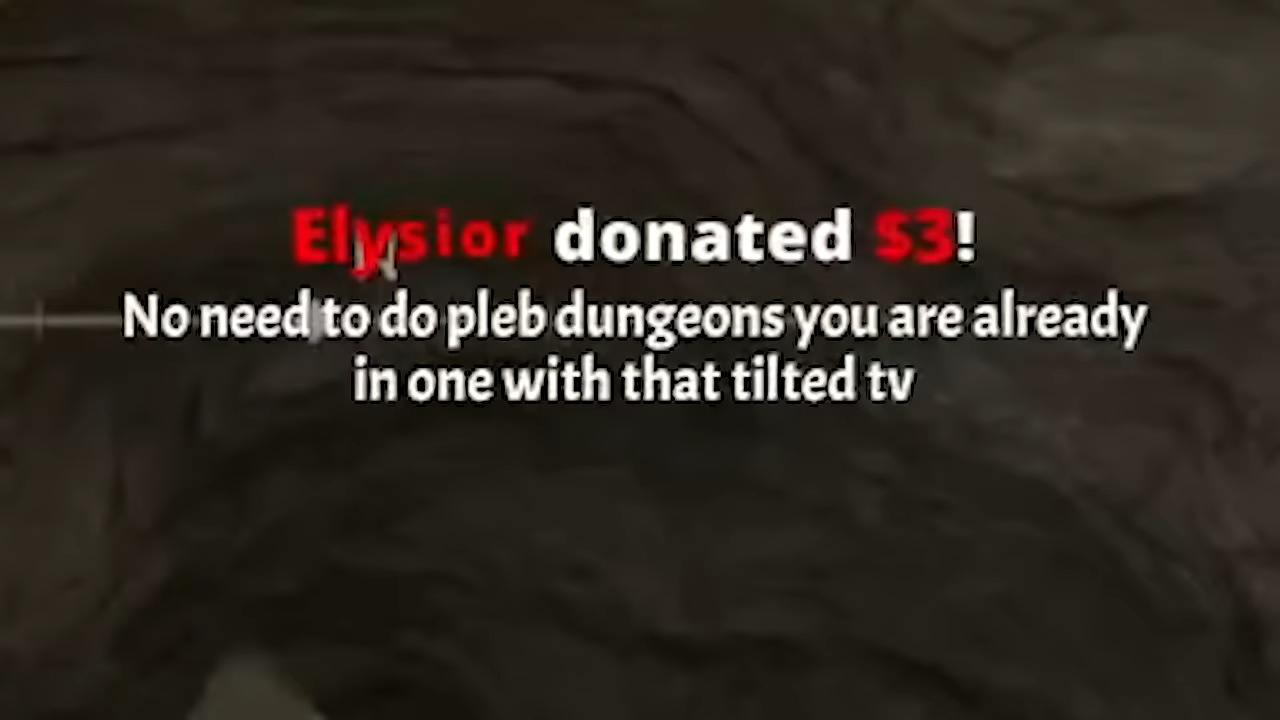 Elysior donated $3!
No need to do pleb dungeons you are already
in one with that tilted tv